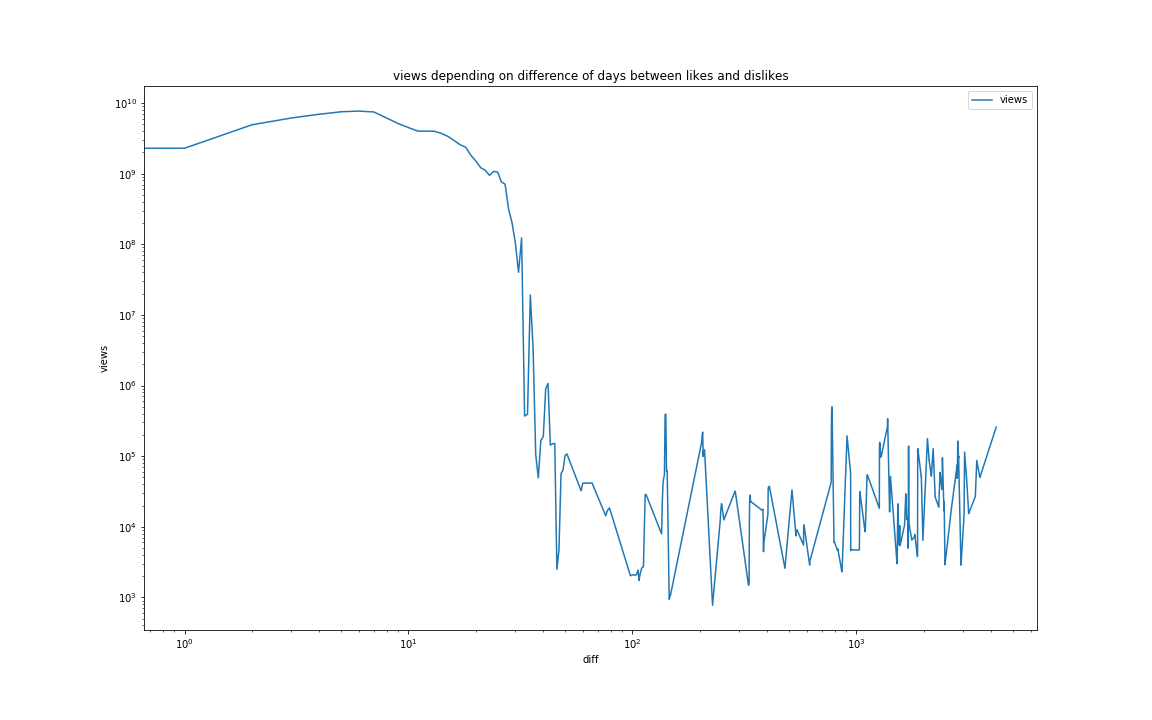 views depending on difference of days between likes and dislikes
views
10^10
10^9
10^8
10^7
10^6
10^5
10^4
10^3
views
10^0 10^1 10^2 10^3
diff